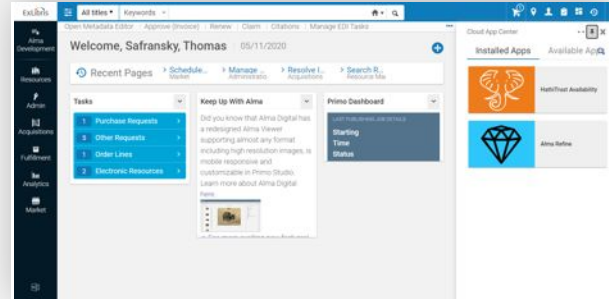 ExLibris
All titles
Keywords
Open Metadata Editor
Approve (Invoice)
Renew
Claim
Citations
Manage EDI Tasks
Alma
Development
Resources
Admin
Acquisitions
Fulfillment
Analytics
Market
Welcome, Safransky, Thomas
05/11/2020
Recent Pages
Schedule...
Market
Manage ...
Administratio
Resolve I...
Acquisitions
Search R...
Resource Ma
Tasks
1 Purchase Requests
3 Other Requests
1 Order Lines
2 Electronic Resources
Keep Up With Alma
Did you know that Alma Digital has
a redesigned Alma Viewer
supporting almost any format
including high resolution images, is
mobile responsive and
customizable in Primo Studio.
Learn more about Alma Digital
Primo Dashboard
LAST PUBLISHING JOB DETAILS
Starting
Time
Status
Cloud App Center
Installed Apps
Available Apps
HathiTrust Availability
Alma Refine